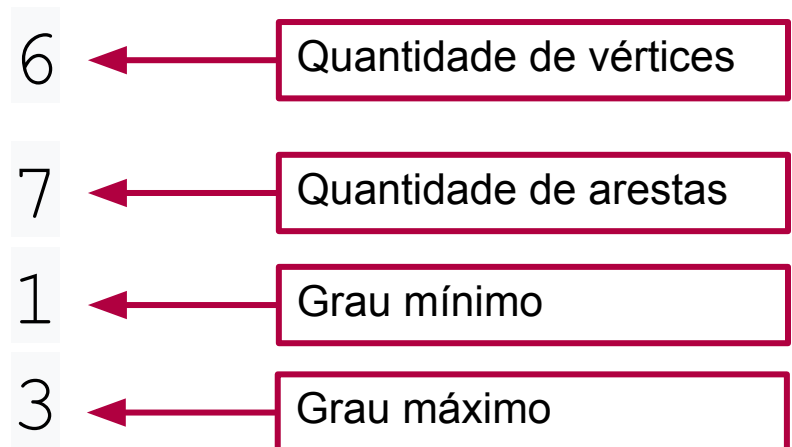 6 Quantidade de vértices
7 Quantidade de arestas
1 Grau mínimo
3 Grau máximo